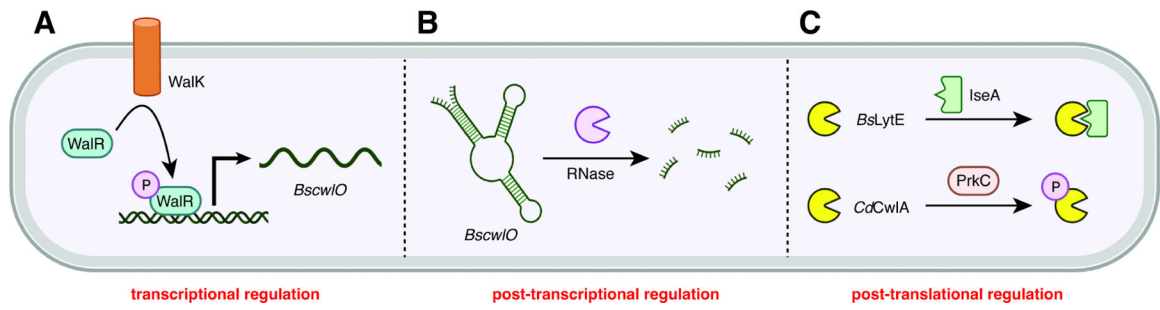 A
WalK
WalR
P
WalR
BscwlO
transcriptional regulation
B
RNase
BscwlO
post-transcriptional regulation
C
IseA
BsLytE
PrkC
CdCwlA
P
post-translational regulation